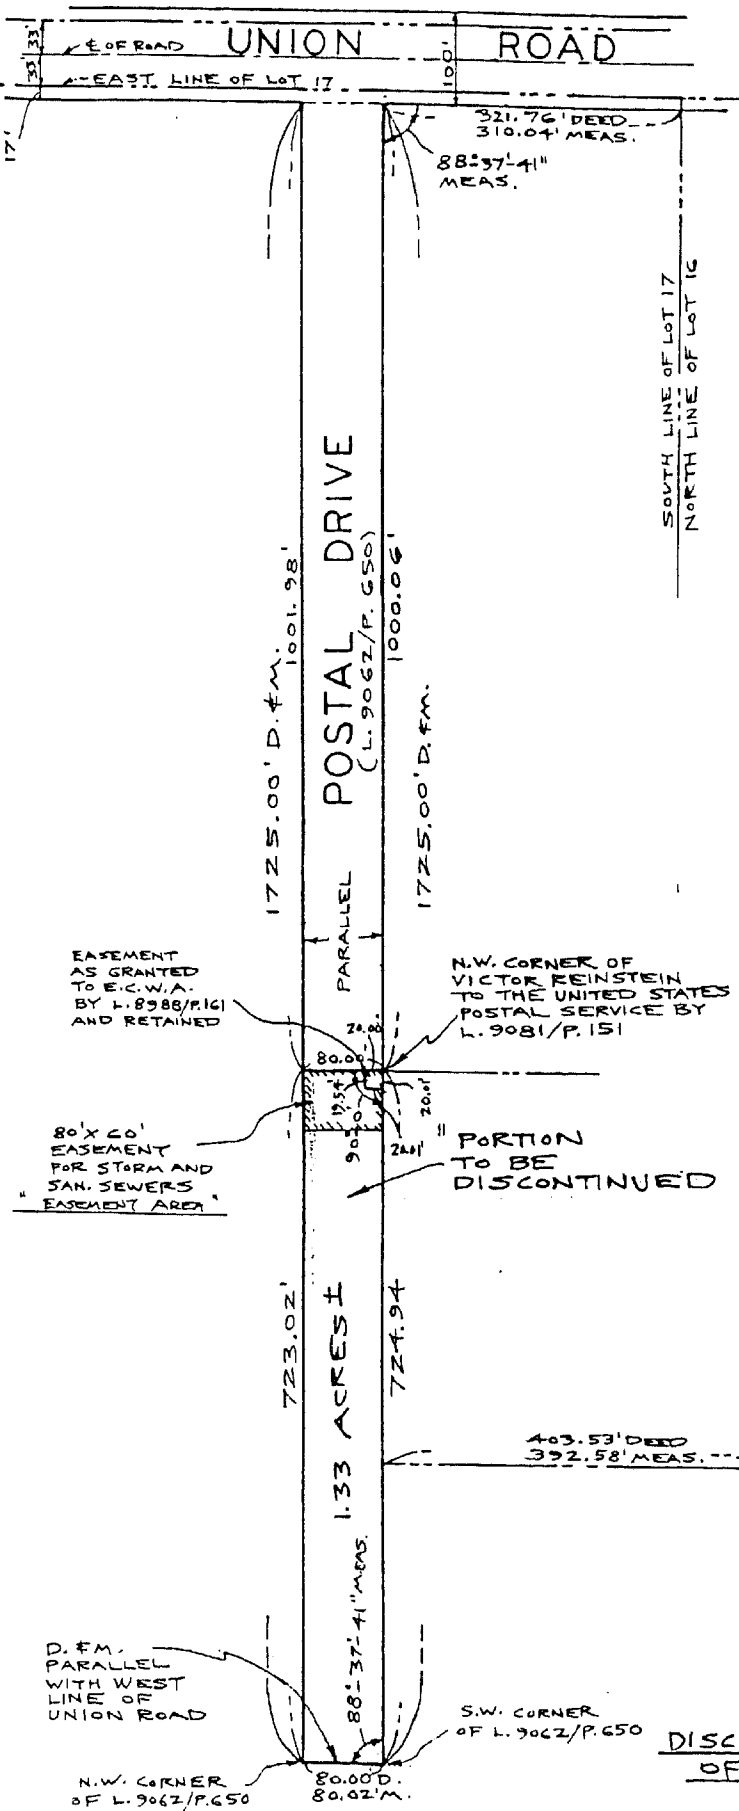 33' 33'
℄ OF ROAD
UNION ROAD
100'
EAST LINE OF LOT 17
17'
321.76' DEED
310.04' MEAS.
88°-37'-41"
MEAS.
SOUTH LINE OF LOT 17
NORTH LINE OF LOT 16
POSTAL DRIVE
(L. 9062/P. 650)
1001.98'
1000.06'
1725.00' D. & M.
1725.00' D. & M.
PARALLEL
EASEMENT
AS GRANTED
TO E.C.W.A.
BY L. 8988/P.161
AND RETAINED
N.W. CORNER OF
VICTOR REINSTEIN
TO THE UNITED STATES
POSTAL SERVICE BY
L. 9081/P. 151
20.00'
80.00'
19.54'
20.01'
20.01'
80' X 60'
EASEMENT
FOR STORM AND
SAN. SEWERS
"EASEMENT AREA"
" PORTION
TO BE
DISCONTINUED
723.02'
1.33 ACRES ±
724.94
403.53' DEED
392.58' MEAS.
88°-37'-41" MEAS.
D. & M.
PARALLEL
WITH WEST
LINE OF
UNION ROAD
S.W. CORNER
OF L. 9062/P. 650
N.W. CORNER
OF L. 9062/P. 650
80.00 D.
80.02' M.
DISC
OF